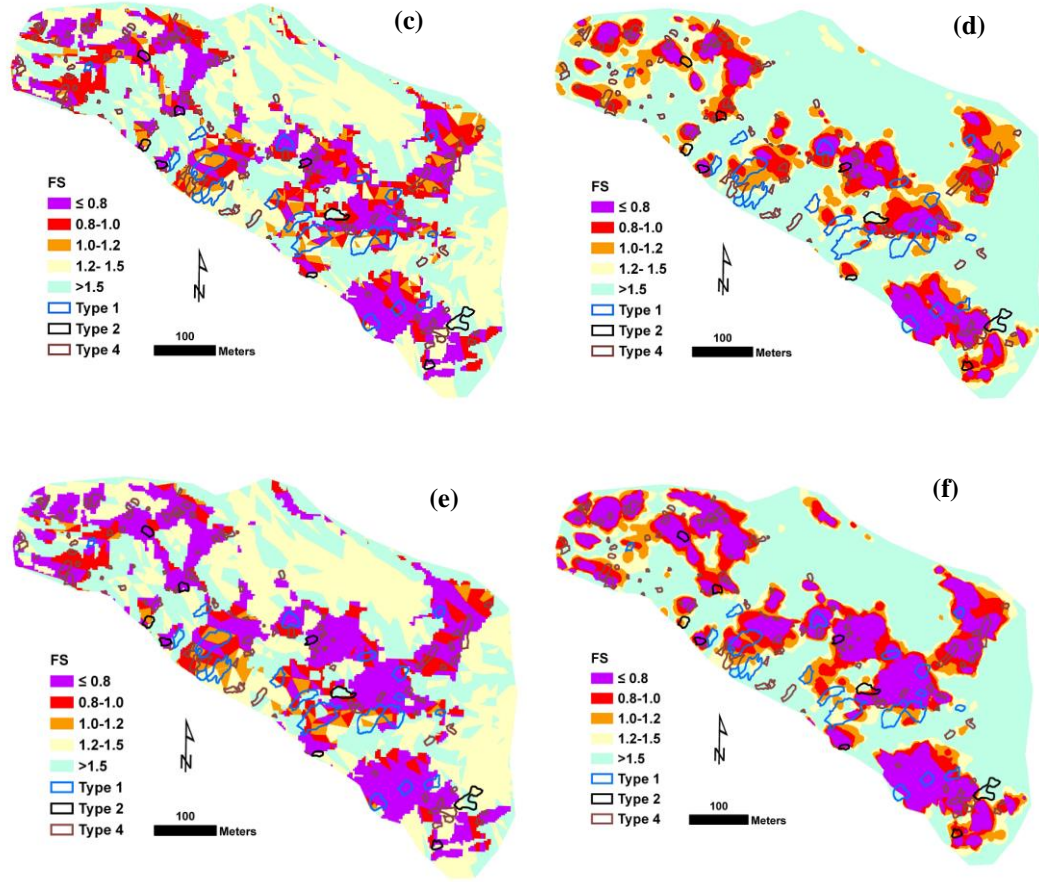 (c)
FS
≤ 0.8
0.8-1.0
1.0-1.2
1.2- 1.5
>1.5
Type 1
Type 2
Type 4
N
100
Meters
(d)
FS
≤ 0.8
0.8-1.0
1.0-1.2
1.2- 1.5
>1.5
Type 1
Type 2
Type 4
N
100
Meters
(e)
FS
≤ 0.8
0.8-1.0
1.0-1.2
1.2-1.5
>1.5
Type 1
Type 2
Type 4
N
100
Meters
(f)
FS
≤ 0.8
0.8-1.0
1.0-1.2
1.2-1.5
>1.5
Type 1
Type 2
Type 4
N
100
Meters